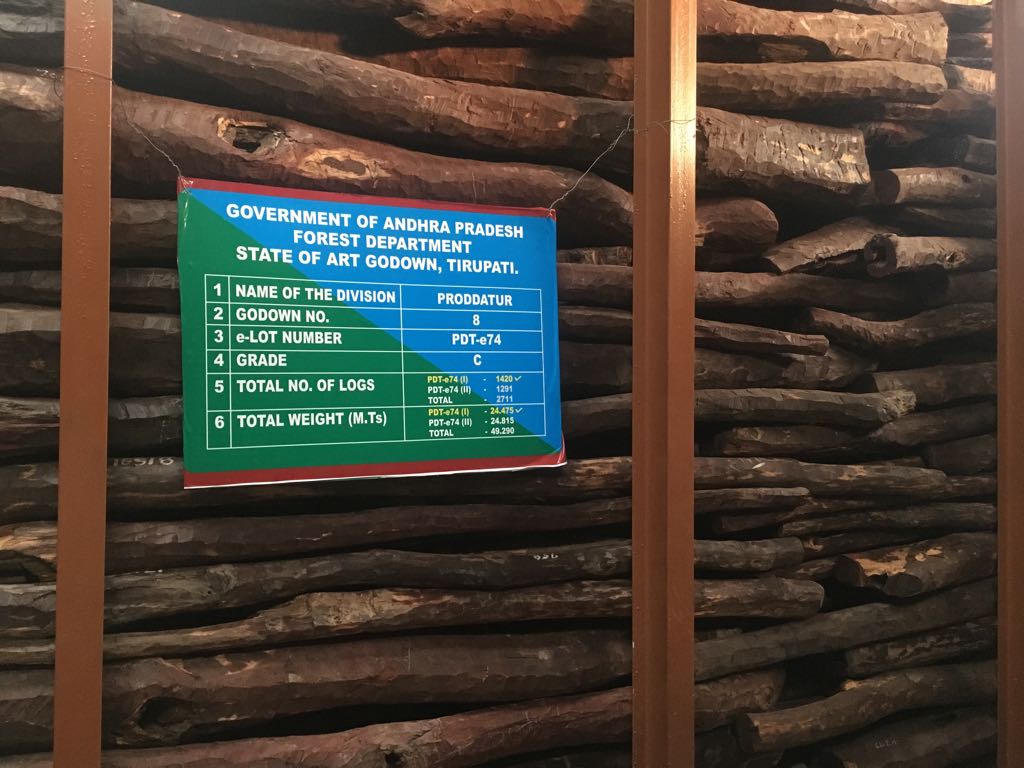 GOVERNMENT OF ANDHRA PRADESH
FOREST DEPARTMENT
STATE OF ART GODOWN, TIRUPATI.
1 NAME OF THE DIVISION PRODDATUR
2 GODOWN NO. 8
3 e-LOT NUMBER PDT-e74
4 GRADE C
5 TOTAL NO. OF LOGS PDT-e74 (I) - 1420 ✓
PDT-e74 (II) - 1291
TOTAL - 2711
6 TOTAL WEIGHT (M.Ts) PDT-e74 (I) - 24.475 ✓
PDT-e74 (II) - 24.815
TOTAL - 49.290